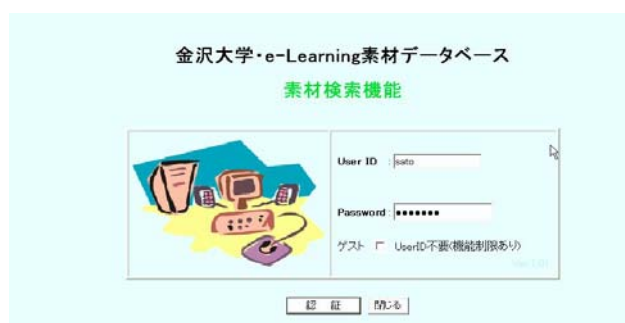 金沢大学・e-Learning素材データベース
素材検索機能
User ID : sato
Password : ●●●●●●●
ゲスト UserID不要(機能制限あり)
認 証 閉じる